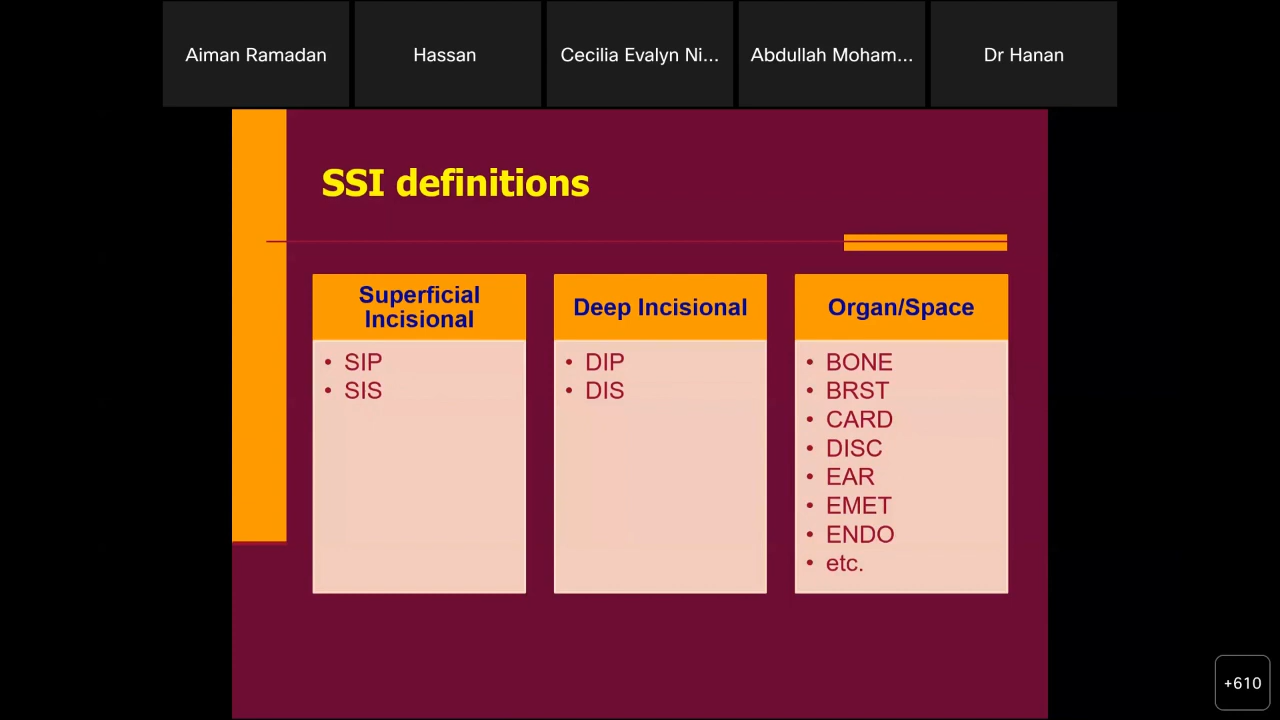 Aiman Ramadan
Hassan
Cecilia Evalyn Ni...
Abdullah Moham...
Dr Hanan
SSI definitions
Superficial
Incisional
• SIP
• SIS
Deep Incisional
• DIP
• DIS
Organ/Space
• BONE
• BRST
• CARD
• DISC
• EAR
• EMET
• ENDO
• etc.
+610